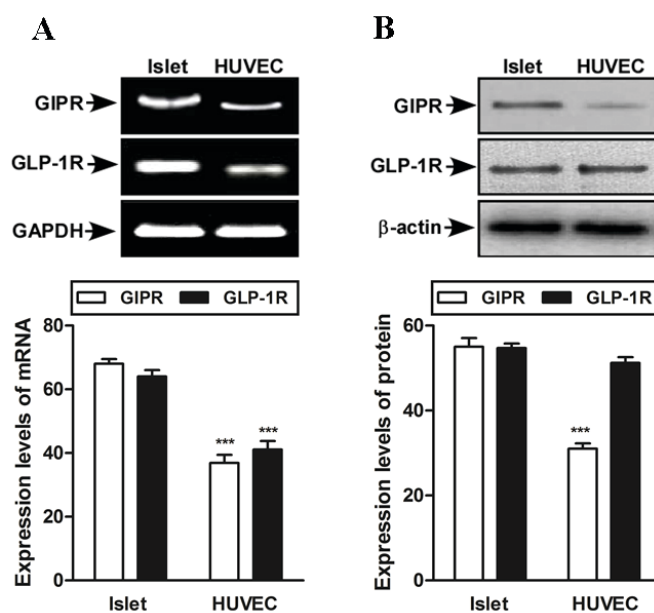 A
Islet HUVEC
GIPR
GLP-1R
GAPDH
GIPR GLP-1R
Expression levels of mRNA
80
60
40
20
0
*** ***
Islet HUVEC
B
Islet HUVEC
GIPR
GLP-1R
β-actin
GIPR GLP-1R
Expression levels of protein
60
40
20
0
***
Islet HUVEC